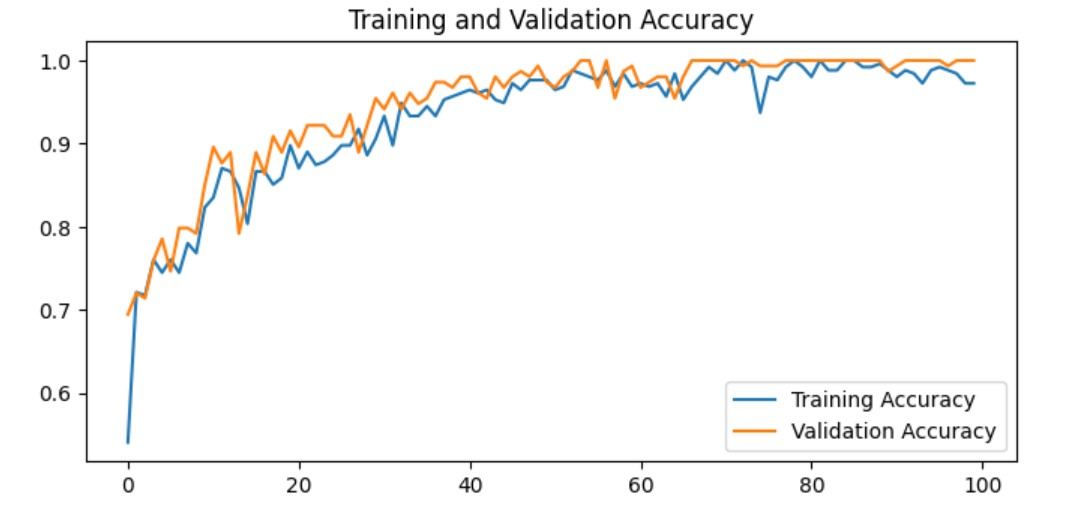 Training and Validation Accuracy
1.0
0.9
0.8
0.7
0.6
Training Accuracy
Validation Accuracy
0 20 40 60 80 100